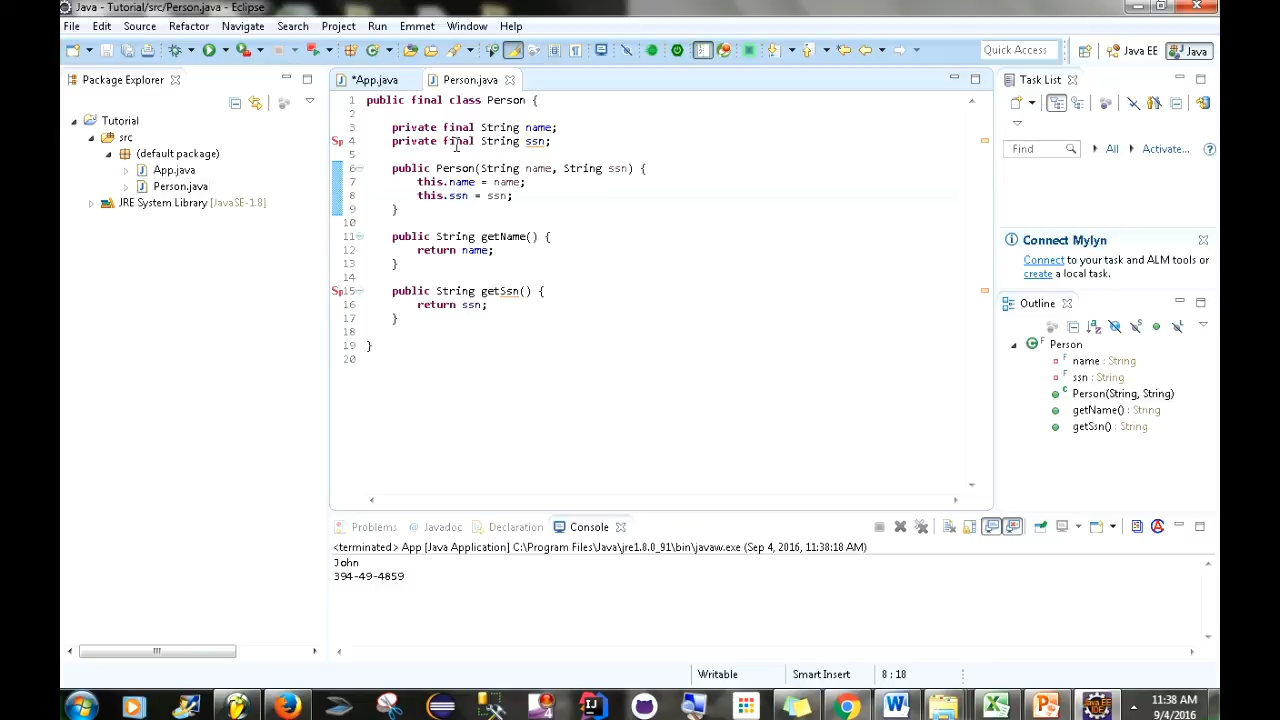 Java - Tutorial/src/Person.java - Eclipse
File Edit Source Refactor Navigate Search Project Run Emmet Window Help
Quick Access Java EE Java
Package Explorer
Tutorial
src
(default package)
App.java
Person.java
JRE System Library [JavaSE-1.8]
*App.java Person.java
1 public final class Person {
2
3 private final String name;
4 private final String ssn;
5
6 public Person(String name, String ssn) {
7 this.name = name;
8 this.ssn = ssn;
9 }
10
11 public String getName() {
12 return name;
13 }
14
15 public String getSsn() {
16 return ssn;
17 }
18
19 }
20
Task List
Find All Activate...
Connect Mylyn
Connect to your task and ALM tools or
create a local task.
Outline
Person
name : String
ssn : String
Person(String, String)
getName() : String
getSsn() : String
Problems Javadoc Declaration Console
<terminated> App [Java Application] C:\Program Files\Java\jre1.8.0_91\bin\javaw.exe (Sep 4, 2016, 11:38:18 AM)
John
394-49-4859
Writable Smart Insert 8 : 18
11:38 AM
9/4/2016